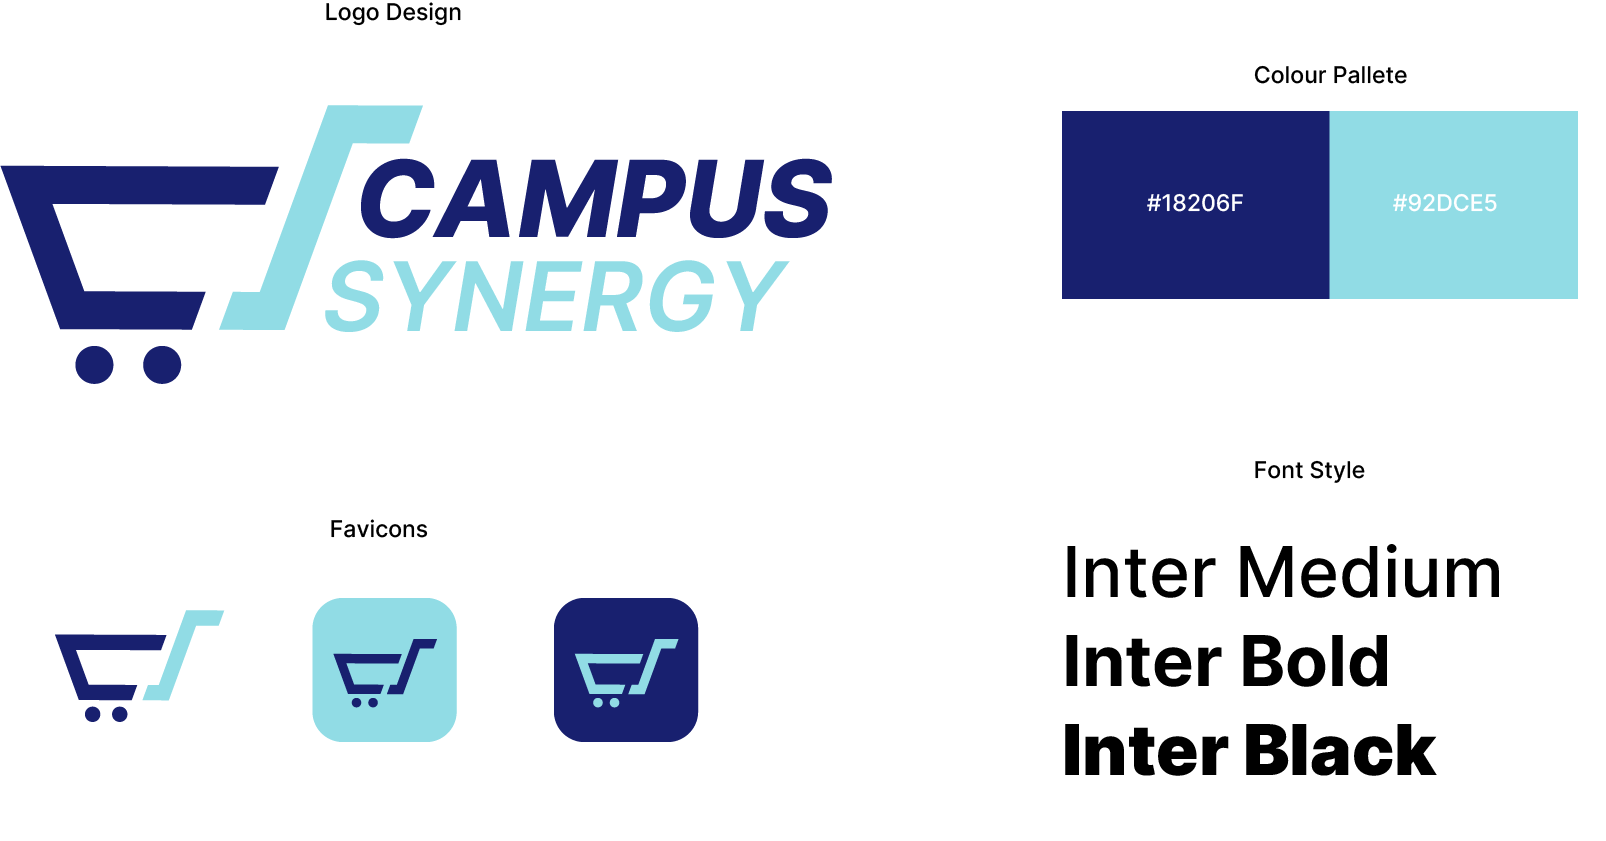 Logo Design
CAMPUS
SYNERGY
Colour Pallete
#18206F
#92DCE5
Favicons
Font Style
Inter Medium
Inter Bold
Inter Black